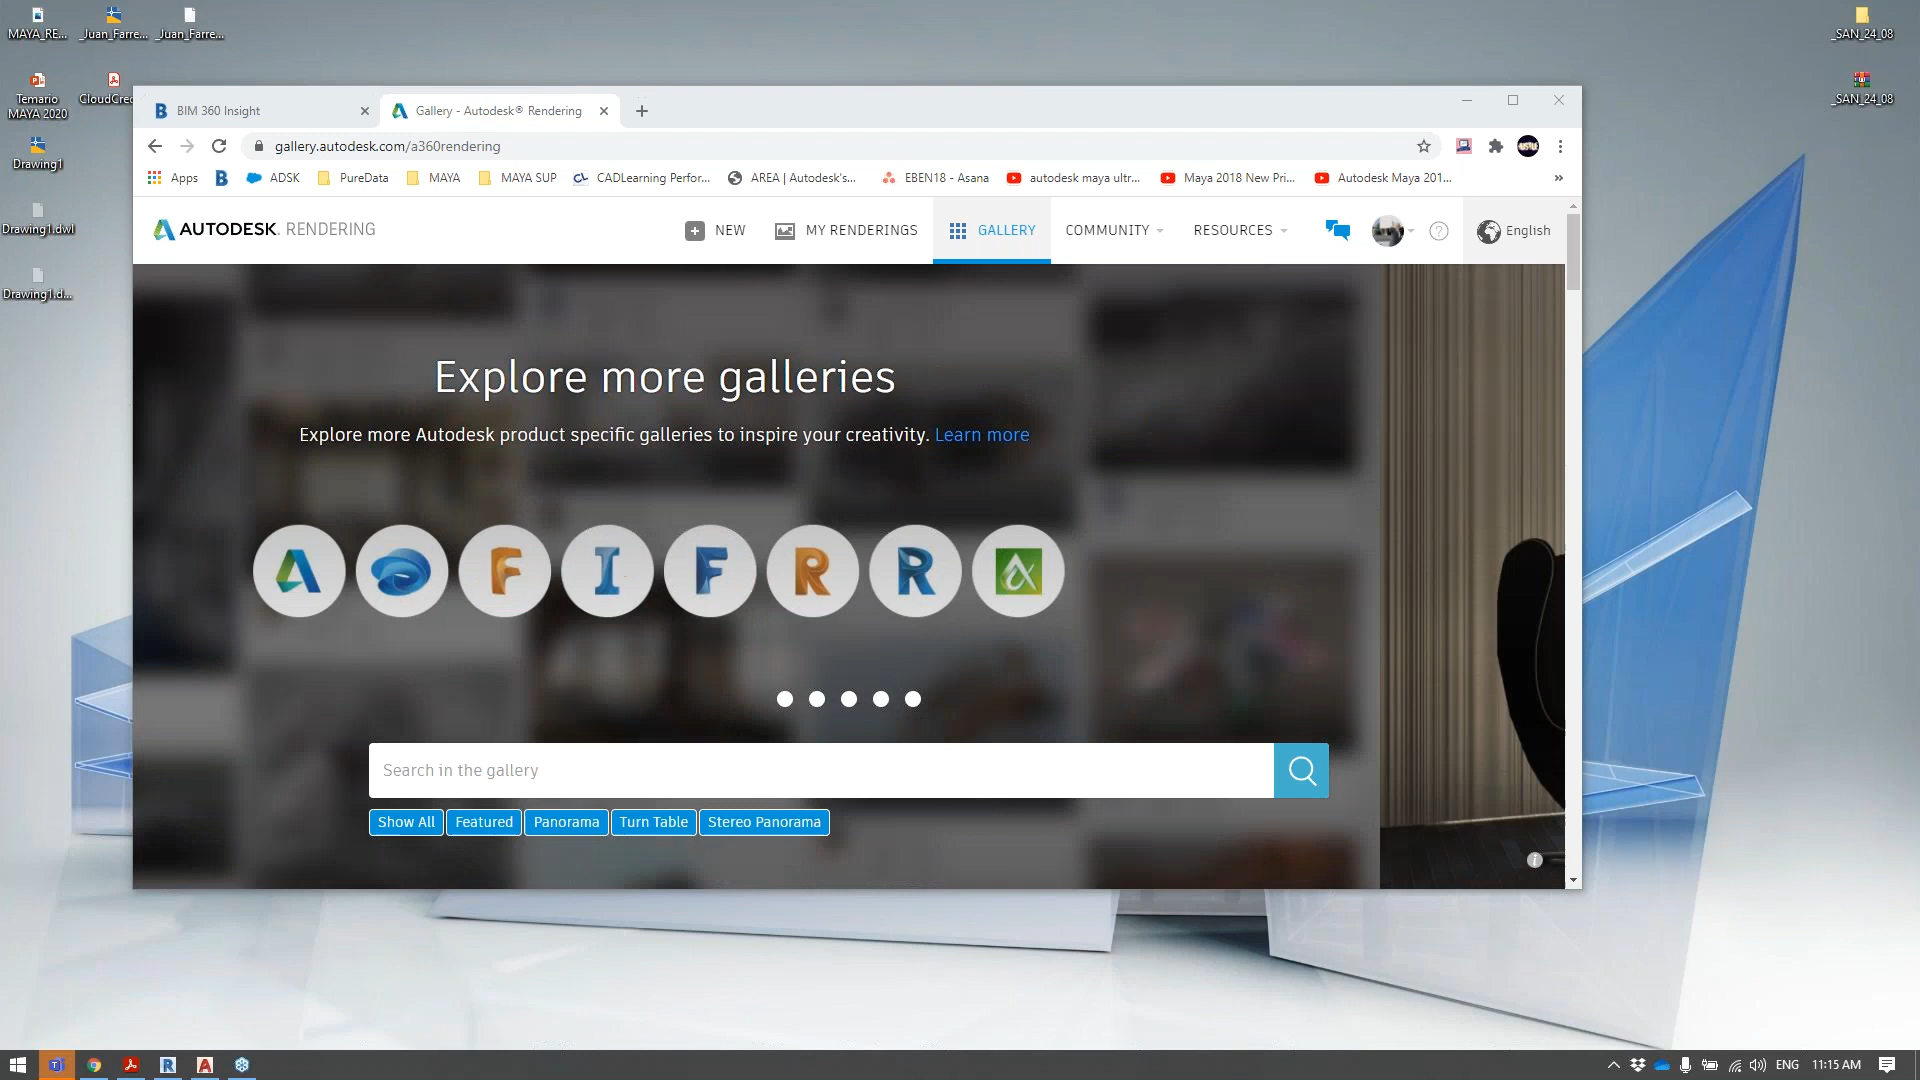 MAYA_RE...
_Juan_Farre...
_Juan_Farre...
_SAN_24_08
Temario
MAYA 2020
CloudCred
_SAN_24_08
Drawing1
Drawing1.dwl
Drawing1.d...
BIM 360 Insight
Gallery - Autodesk® Rendering
gallery.autodesk.com/a360rendering
Apps
ADSK
PureData
MAYA
MAYA SUP
CADLearning Perfor...
AREA | Autodesk's...
EBEN18 - Asana
autodesk maya ultr...
Maya 2018 New Pri...
Autodesk Maya 201...
AUTODESK. RENDERING
NEW
MY RENDERINGS
GALLERY
COMMUNITY
RESOURCES
English
Explore more galleries
Explore more Autodesk product specific galleries to inspire your creativity. Learn more
Search in the gallery
Show All
Featured
Panorama
Turn Table
Stereo Panorama
ENG
11:15 AM